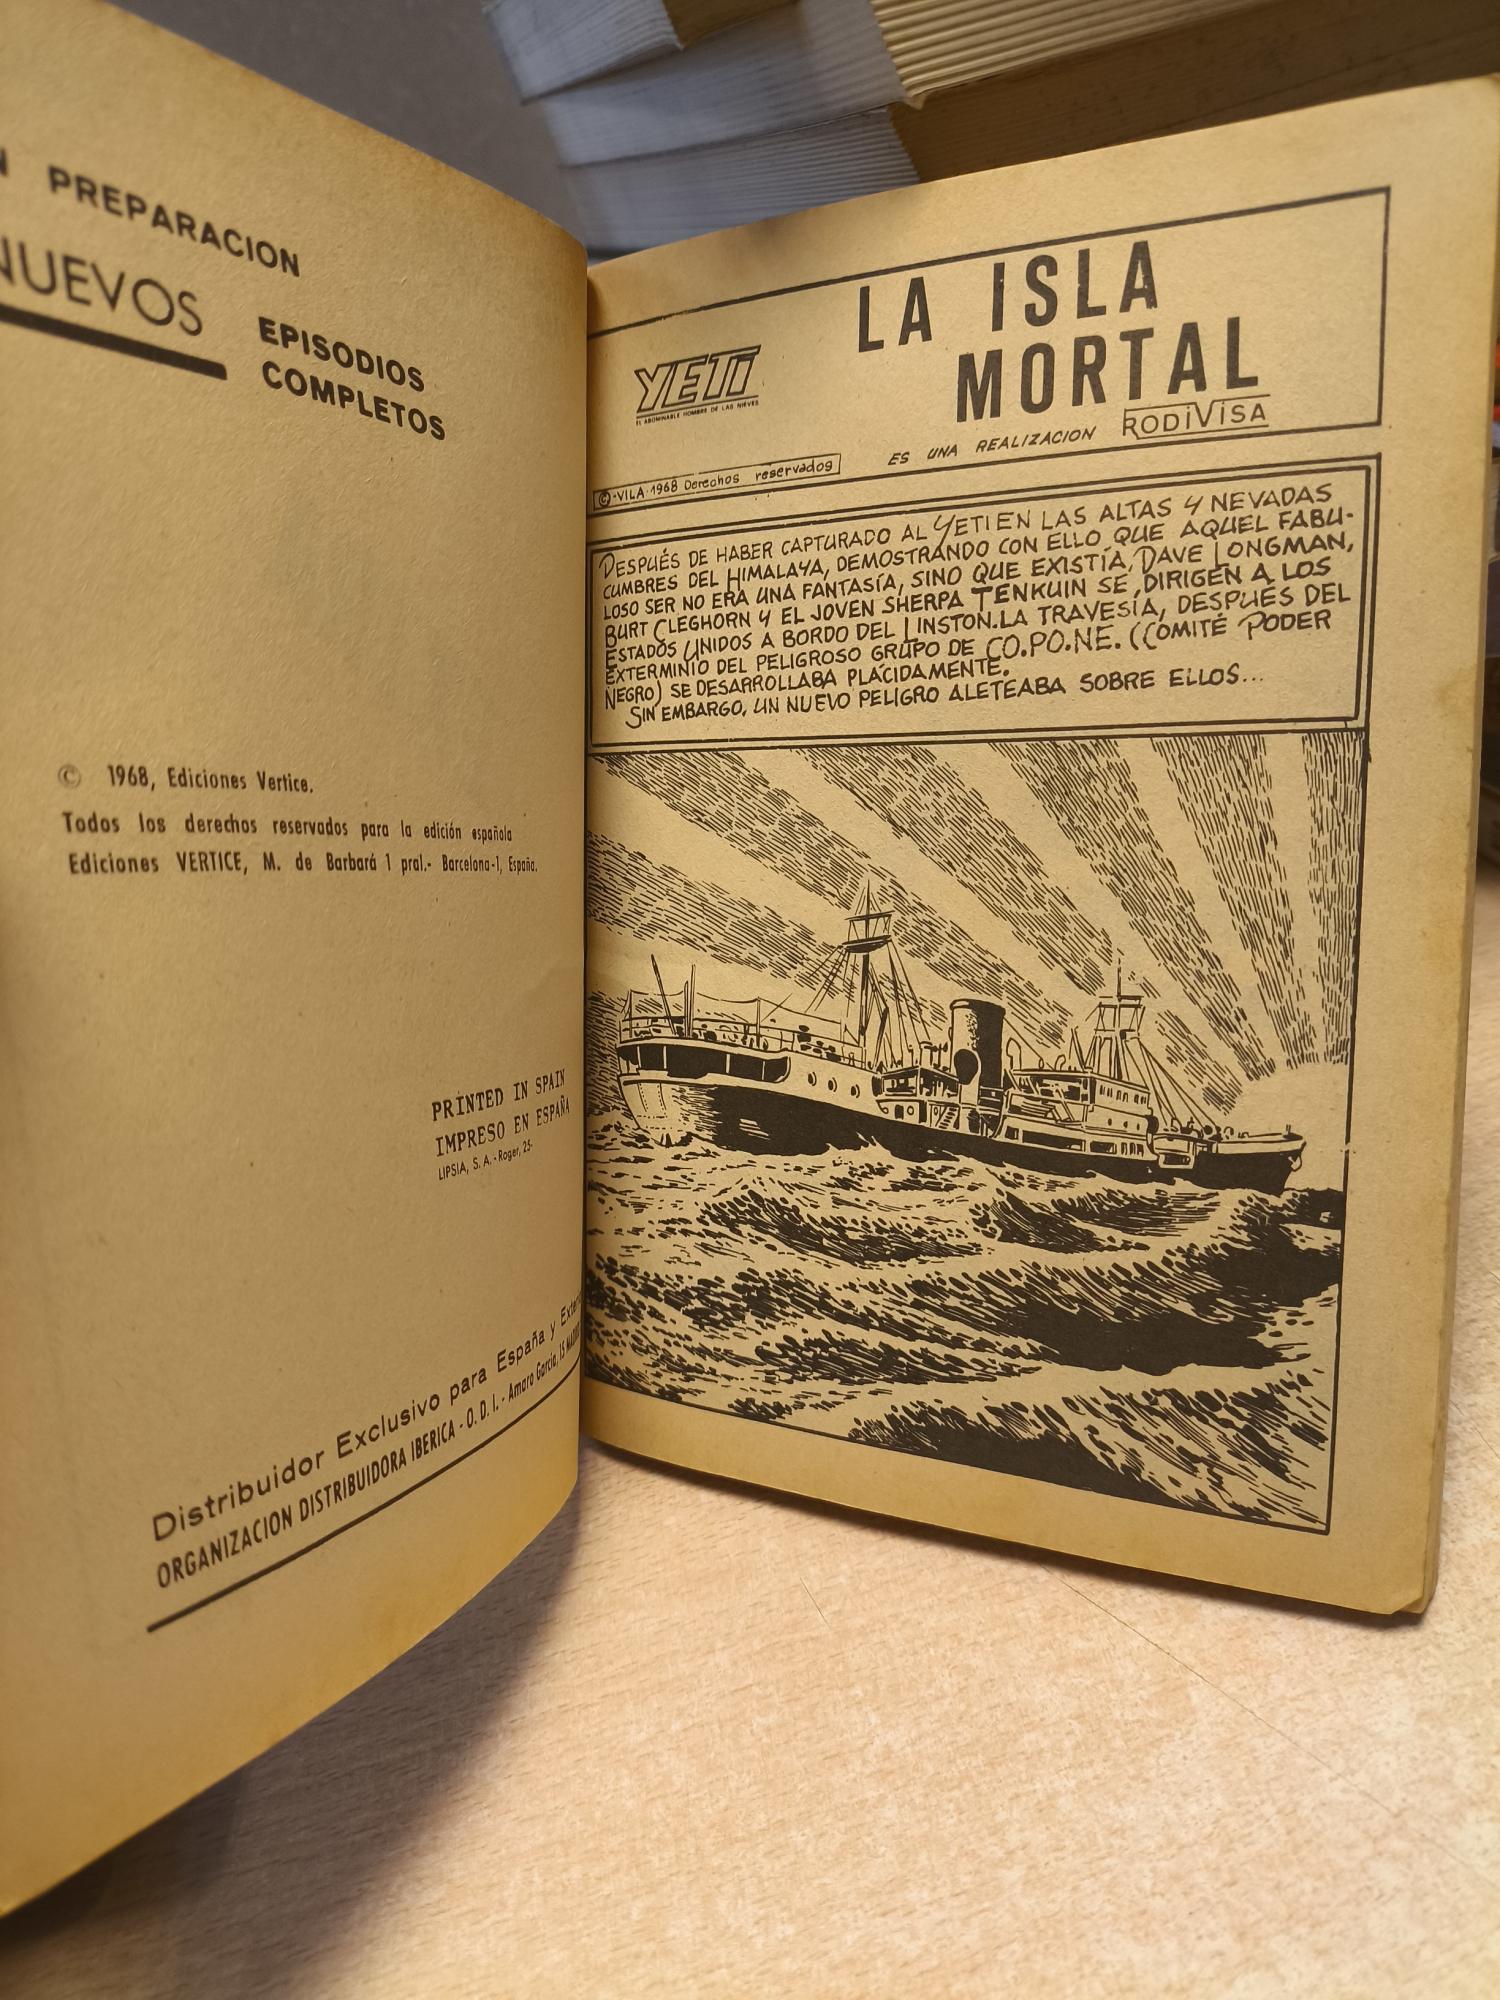 PREPARACION
NUEVOS
EPISODIOS
COMPLETOS
© 1968, Ediciones Vertice.
Todos los derechos reservados para la edición española
Ediciones VERTICE, M. de Barbará 1 pral.- Barcelona-1, España.
PRINTED IN SPAIN
IMPRESO EN ESPAÑA
LIPSIA, S. A. - Roger, 25-
Distribuidor Exclusivo para España y
ORGANIZACION DISTRIBUIDORA IBERICA - O. D. I. - Amaro García, 15
LA ISLA
MORTAL
YETI
EL ABOMINABLE HOMBRE DE LAS NIEVES
ES UNA REALIZACION RODIVISA
©-VILA-1968 Derechos reservados
DESPUÉS DE HABER CAPTURADO AL YETI EN LAS ALTAS Y NEVADAS
CUMBRES DEL HIMALAYA, DEMOSTRANDO CON ELLO QUE AQUEL FABU-
LOSO SER NO ERA UNA FANTASÍA, SINO QUE EXISTÍA, DAVE LONGMAN,
BURT CLEGHORN Y EL JOVEN SHERPA TENKUIN SE DIRIGEN A LOS
ESTADOS UNIDOS A BORDO DEL LINSTON. LA TRAVESÍA, DESPUÉS DEL
EXTERMINIO DEL PELIGROSO GRUPO DE CO.PO.NE. (COMITÉ PODER
NEGRO) SE DESARROLLABA PLÁCIDAMENTE.
SIN EMBARGO, UN NUEVO PELIGRO ALETEABA SOBRE ELLOS...